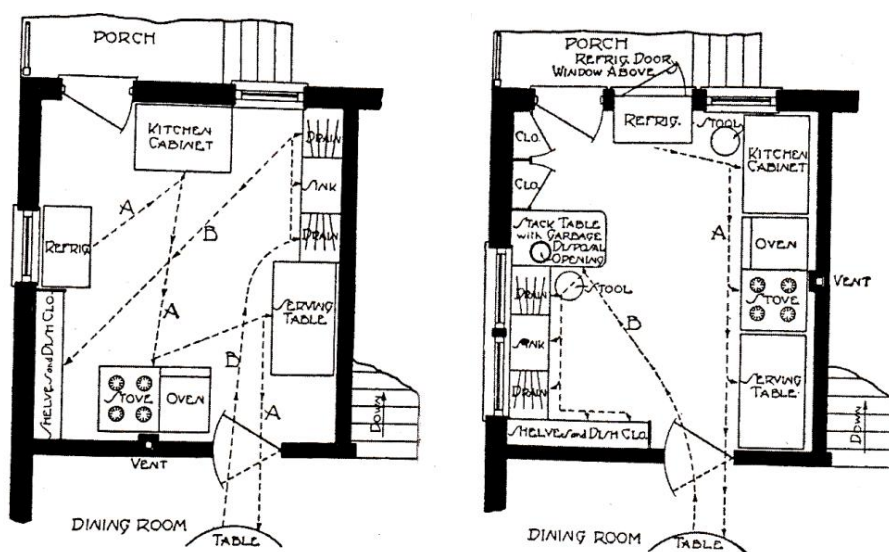 PORCH
KITCHEN
CABINET
DRAIN
SINK
DRAIN
A
B
REFRIG.
A
SERVING
TABLE
B
SHELVES AND DISH CLO.
STOVE
OVEN
A
DOWN
VENT
DINING ROOM
TABLE
PORCH
REFRIG. DOOR
WINDOW ABOVE
REFRIG.
STOOL
CLO.
KITCHEN
CABINET
CLO.
A
STACK TABLE
WITH GARBAGE
DISPOSAL
OPENING
OVEN
STOOL
DRAIN
STOVE
VENT
B
SINK
DRAIN
SERVING
TABLE
SHELVES AND DISH CLO.
DOWN
DINING ROOM
TABLE